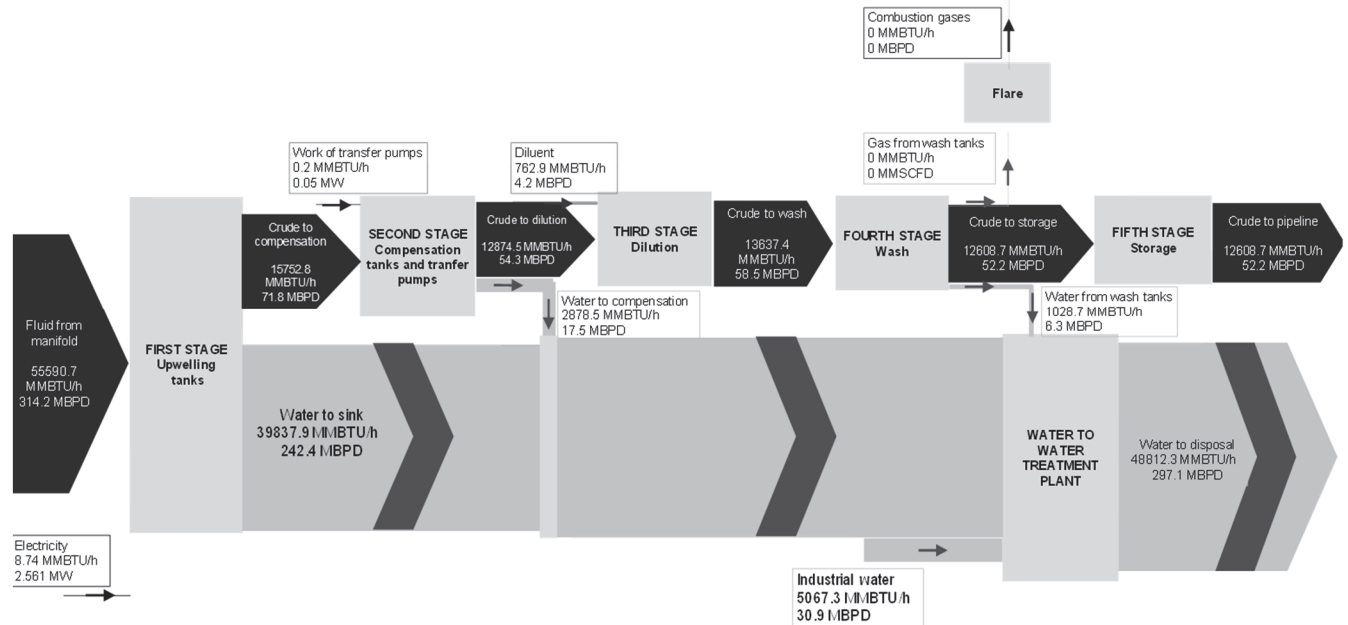 Combustion gases
0 MMBTU/h
0 MBPD
Flare
Gas from wash tanks
0 MMBTU/h
0 MMSCFD
Work of transfer pumps
0.2 MMBTU/h
0.05 MW
Diluent
762.9 MMBTU/h
4.2 MBPD
Fluid from
manifold
55590.7
MMBTU/h
314.2 MBPD
FIRST STAGE
Upwelling
tanks
Crude to
compensation
15752.8
MMBTU/h
71.8 MBPD
SECOND STAGE
Compensation
tanks and tranfer
pumps
Crude to dilution
12874.5 MMBTU/h
54.3 MBPD
THIRD STAGE
Dilution
Crude to wash
13637.4
MMBTU/h
58.5 MBPD
FOURTH STAGE
Wash
Crude to storage
12608.7 MMBTU/h
52.2 MBPD
FIFTH STAGE
Storage
Crude to pipeline
12608.7 MMBTU/h
52.2 MBPD
Water to compensation
2878.5 MMBTU/h
17.5 MBPD
Water from wash tanks
1028.7 MMBTU/h
6.3 MBPD
Water to sink
39837.9 MMBTU/h
242.4 MBPD
WATER TO
WATER
TREATMENT
PLANT
Water to disposal
48812.3 MMBTU/h
297.1 MBPD
Electricity
8.74 MMBTU/h
2.561 MW
Industrial water
5067.3 MMBTU/h
30.9 MBPD